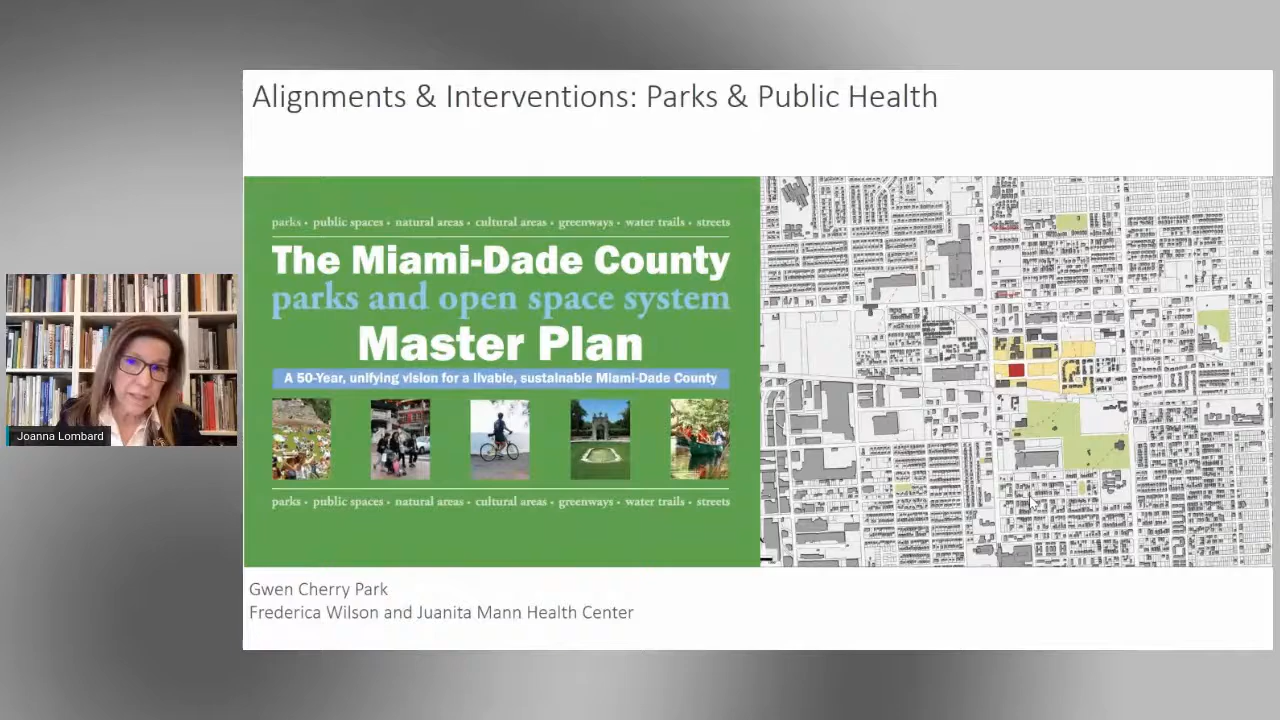 Alignments & Interventions: Parks & Public Health
parks • public spaces • natural areas • cultural areas • greenways • water trails • streets
The Miami-Dade County
parks and open space system
Master Plan
A 50-Year, unifying vision for a livable, sustainable Miami-Dade County
parks • public spaces • natural areas • cultural areas • greenways • water trails • streets
Joanna Lombard
Gwen Cherry Park
Frederica Wilson and Juanita Mann Health Center